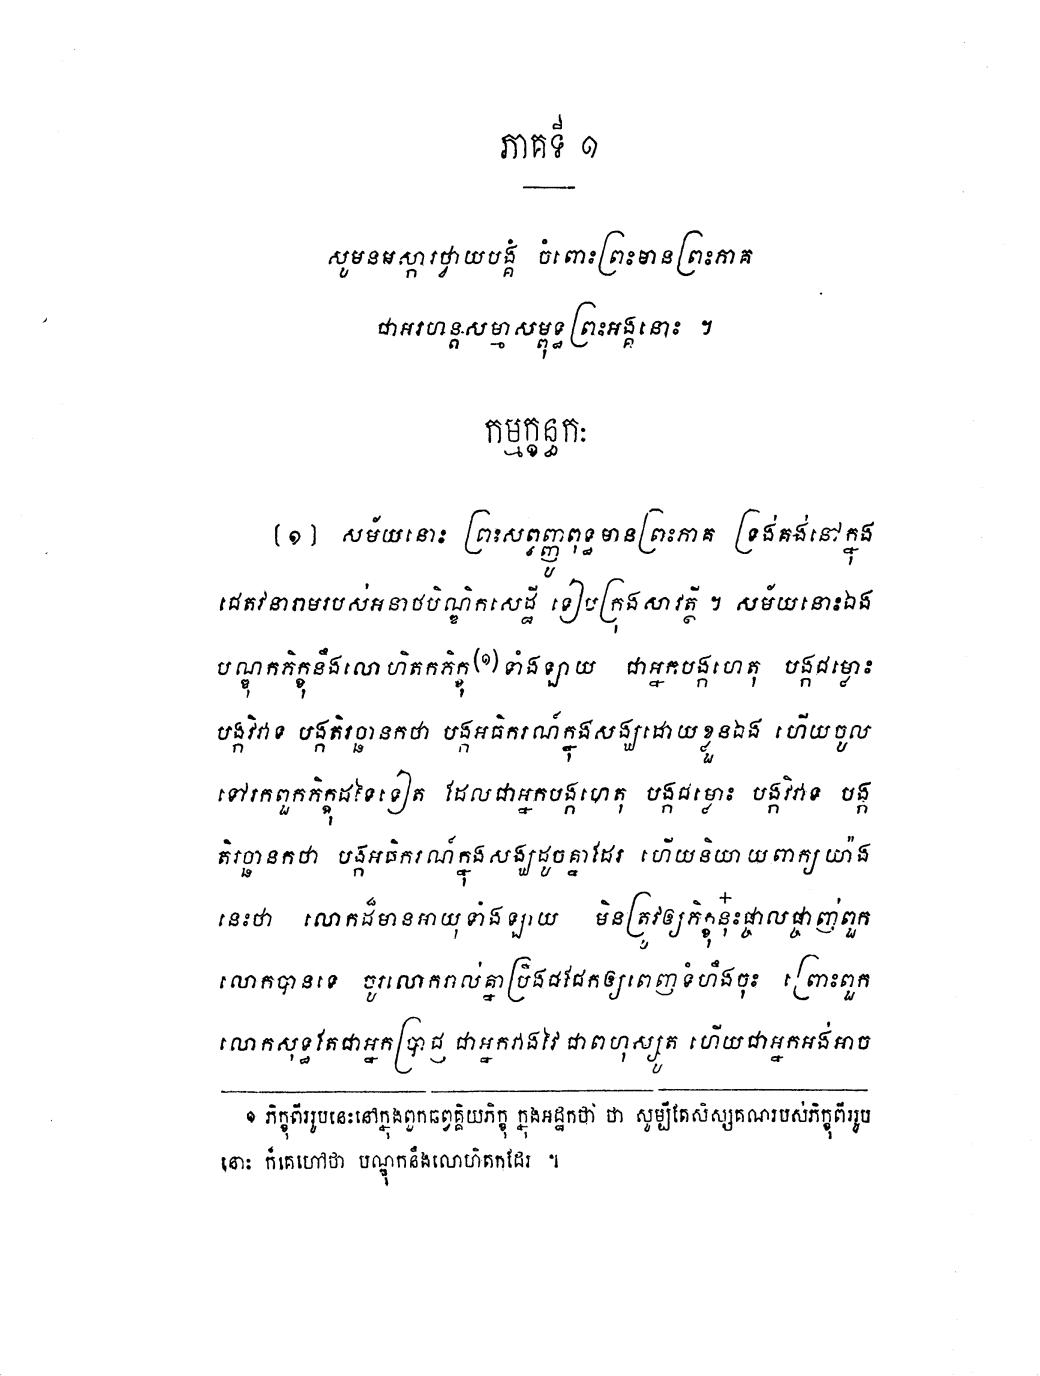 ភាគទី ១
សូមនមស្ការថ្វាយបង្គំ ចំពោះព្រះមានព្រះភាគ
ជាអរហន្តសម្មាសម្ពុទ្ធព្រះអង្គនោះ ។
កម្មក្ខន្ធកៈ
(១) សម័យនោះ ព្រះសព្វញ្ញូពុទ្ធមានព្រះភាគ ទ្រង់គង់នៅក្នុង
ជេតវនារាមរបស់អនាថបិណ្ឌិកសេដ្ឋី ទៀបក្រុងសាវត្ថី ។ សម័យនោះឯង
បណ្ឌុកភិក្ខុនឹងលោហិតកភិក្ខុ(១)ទាំងឡាយ ជាអ្នកបង្កហេតុ បង្កជម្លោះ
បង្កវិវាទ បង្កតិរច្ឆានកថា បង្កអធិករណ៍ក្នុងសង្ឃដោយខ្លួនឯង ហើយចូល
ទៅរកពួកភិក្ខុដទៃទៀត ដែលជាអ្នកបង្កហេតុ បង្កជម្លោះ បង្កវិវាទ បង្ក
តិរច្ឆានកថា បង្កអធិករណ៍ក្នុងសង្ឃដូចគ្នាដែរ ហើយនិយាយពាក្យយ៉ាង
នេះថា លោកដ៏មានអាយុទាំងឡាយ មិនត្រូវឲ្យភិក្ខុនុ៎ះផ្ចាលផ្ចាញ់ពួក
លោកបានទេ ចូរលោករាល់គ្នាប្រឹងជជែកឲ្យពេញទំហឹងចុះ ព្រោះពួក
លោកសុទ្ធតែជាអ្នកប្រាជ្ញ ជាអ្នកវាងវៃ ជាពហុស្សូត ហើយជាអ្នកអង់អាច
១ ភិក្ខុពីររូបនេះនៅក្នុងពួកឆព្វគ្គិយភិក្ខុ ក្នុងអដ្ឋកថា ថា សូម្បីតែសិស្សគណរបស់ភិក្ខុពីររូប
នោះ ក៏គេហៅថា បណ្ឌុកនឹងលោហិតកដែរ ។